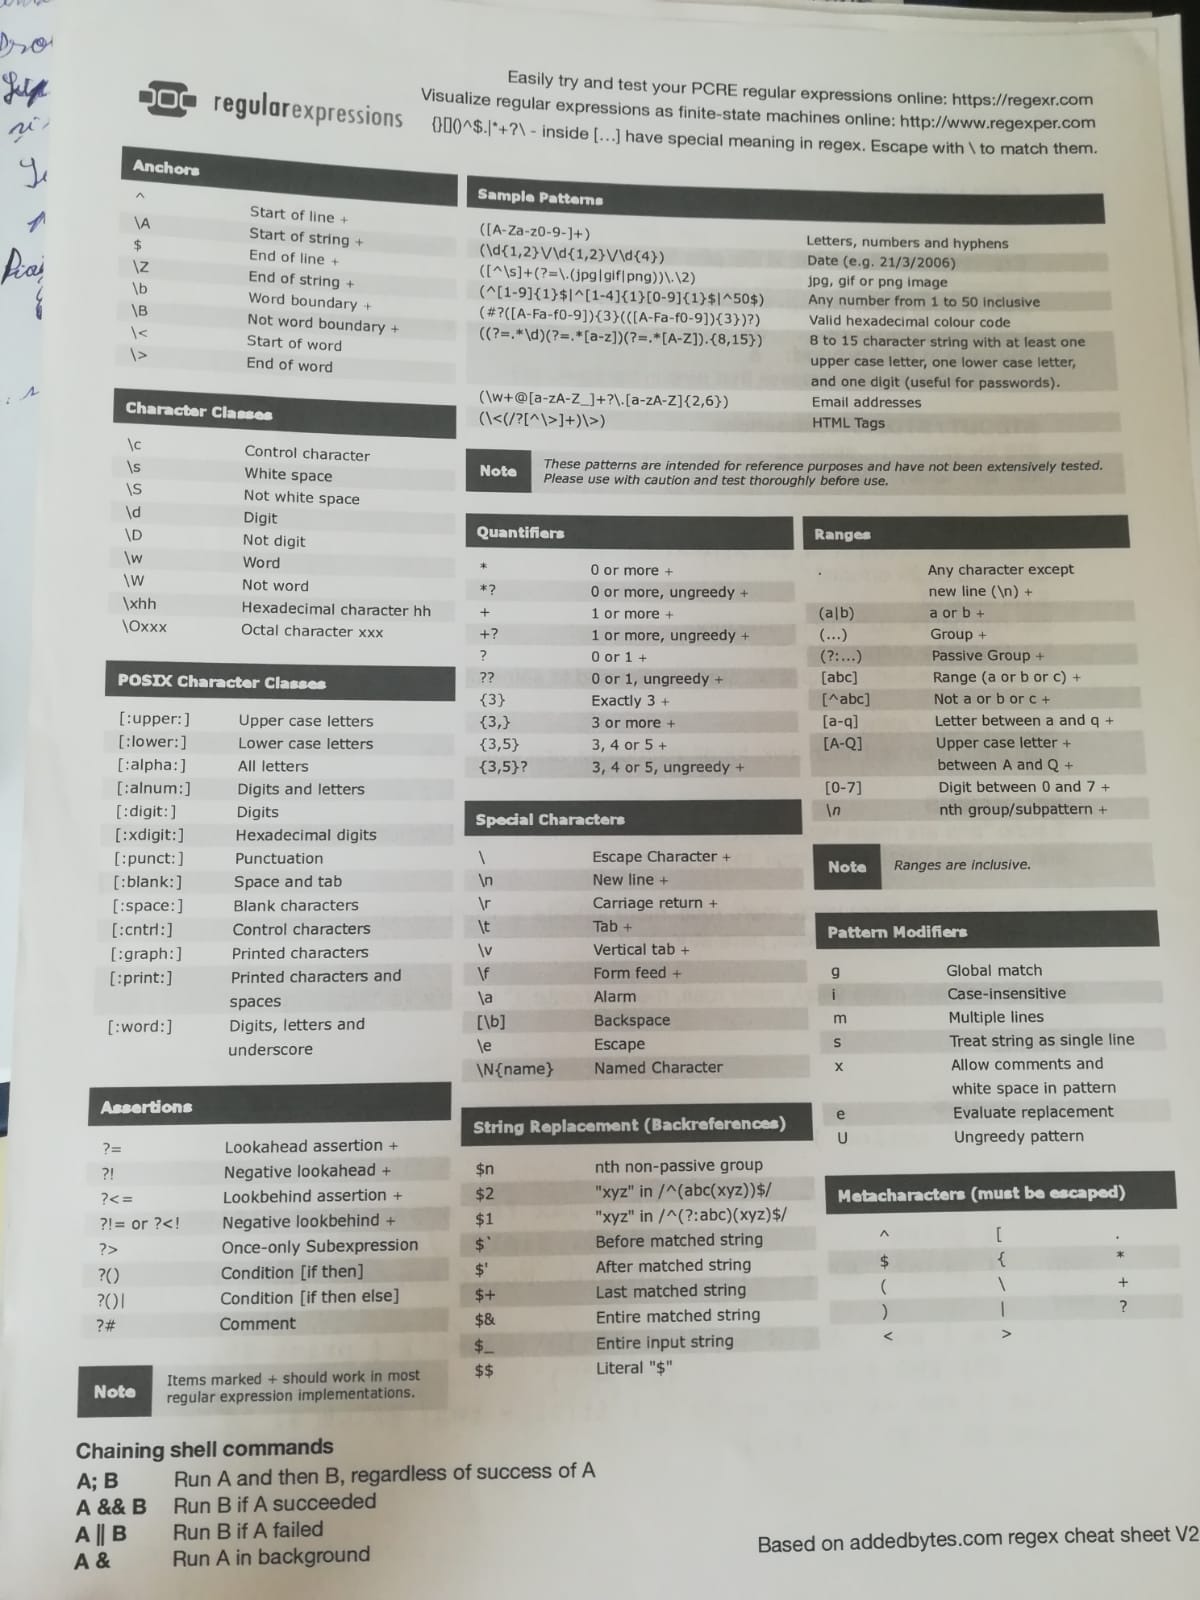 regularexpressions
Easily try and test your PCRE regular expressions online: https://regexr.com
Visualize regular expressions as finite-state machines online: http://www.regexper.com
{}[]()^$.|*+?\ - inside [...] have special meaning in regex. Escape with \ to match them.
Anchors
^ Start of line +
\A Start of string +
$ End of line +
\Z End of string +
\b Word boundary +
\B Not word boundary +
\< Start of word
\> End of word
Character Classes
\c Control character
\s White space
\S Not white space
\d Digit
\D Not digit
\w Word
\W Not word
\xhh Hexadecimal character hh
\Oxxx Octal character xxx
POSIX Character Classes
[:upper:] Upper case letters
[:lower:] Lower case letters
[:alpha:] All letters
[:alnum:] Digits and letters
[:digit:] Digits
[:xdigit:] Hexadecimal digits
[:punct:] Punctuation
[:blank:] Space and tab
[:space:] Blank characters
[:cntrl:] Control characters
[:graph:] Printed characters
[:print:] Printed characters and
spaces
[:word:] Digits, letters and
underscore
Assertions
?= Lookahead assertion +
?! Negative lookahead +
?<= Lookbehind assertion +
?!= or ?<! Negative lookbehind +
?> Once-only Subexpression
?() Condition [if then]
?()| Condition [if then else]
?# Comment
Note Items marked + should work in most
regular expression implementations.
Sample Patterns
([A-Za-z0-9-]+) Letters, numbers and hyphens
(\d{1,2}\/\d{1,2}\/\d{4}) Date (e.g. 21/3/2006)
([^\s]+(?=\.(jpg|gif|png))\.\2) jpg, gif or png image
(^[1-9]{1}$|^[1-4]{1}[0-9]{1}$|^50$) Any number from 1 to 50 inclusive
(#?([A-Fa-f0-9]){3}(([A-Fa-f0-9]){3})?) Valid hexadecimal colour code
((?=.*\d)(?=.*[a-z])(?=.*[A-Z]).{8,15}) 8 to 15 character string with at least one
upper case letter, one lower case letter,
and one digit (useful for passwords).
(\w+@[a-zA-Z_]+?\.[a-zA-Z]{2,6}) Email addresses
(\<(/?[^\>]+)\>) HTML Tags
Note These patterns are intended for reference purposes and have not been extensively tested.
Please use with caution and test thoroughly before use.
Quantifiers
* 0 or more +
*? 0 or more, ungreedy +
+ 1 or more +
+? 1 or more, ungreedy +
? 0 or 1 +
?? 0 or 1, ungreedy +
{3} Exactly 3 +
{3,} 3 or more +
{3,5} 3, 4 or 5 +
{3,5}? 3, 4 or 5, ungreedy +
Special Characters
\ Escape Character +
\n New line +
\r Carriage return +
\t Tab +
\v Vertical tab +
\f Form feed +
\a Alarm
[\b] Backspace
\e Escape
\N{name} Named Character
String Replacement (Backreferences)
$n nth non-passive group
$2 "xyz" in /^(abc(xyz))$/
$1 "xyz" in /^(?:abc)(xyz)$/
$` Before matched string
$' After matched string
$+ Last matched string
$& Entire matched string
$_ Entire input string
$$ Literal "$"
Ranges
. Any character except
new line (\n) +
(a|b) a or b +
(...) Group +
(?:...) Passive Group +
[abc] Range (a or b or c) +
[^abc] Not a or b or c +
[a-q] Letter between a and q +
[A-Q] Upper case letter +
between A and Q +
[0-7] Digit between 0 and 7 +
\n nth group/subpattern +
Note Ranges are inclusive.
Pattern Modifiers
g Global match
i Case-insensitive
m Multiple lines
s Treat string as single line
x Allow comments and
white space in pattern
e Evaluate replacement
U Ungreedy pattern
Metacharacters (must be escaped)
^ [ .
$ { *
( \ +
) | ?
< >
Chaining shell commands
A; B Run A and then B, regardless of success of A
A && B Run B if A succeeded
A || B Run B if A failed
A & Run A in background
Based on addedbytes.com regex cheat sheet V2